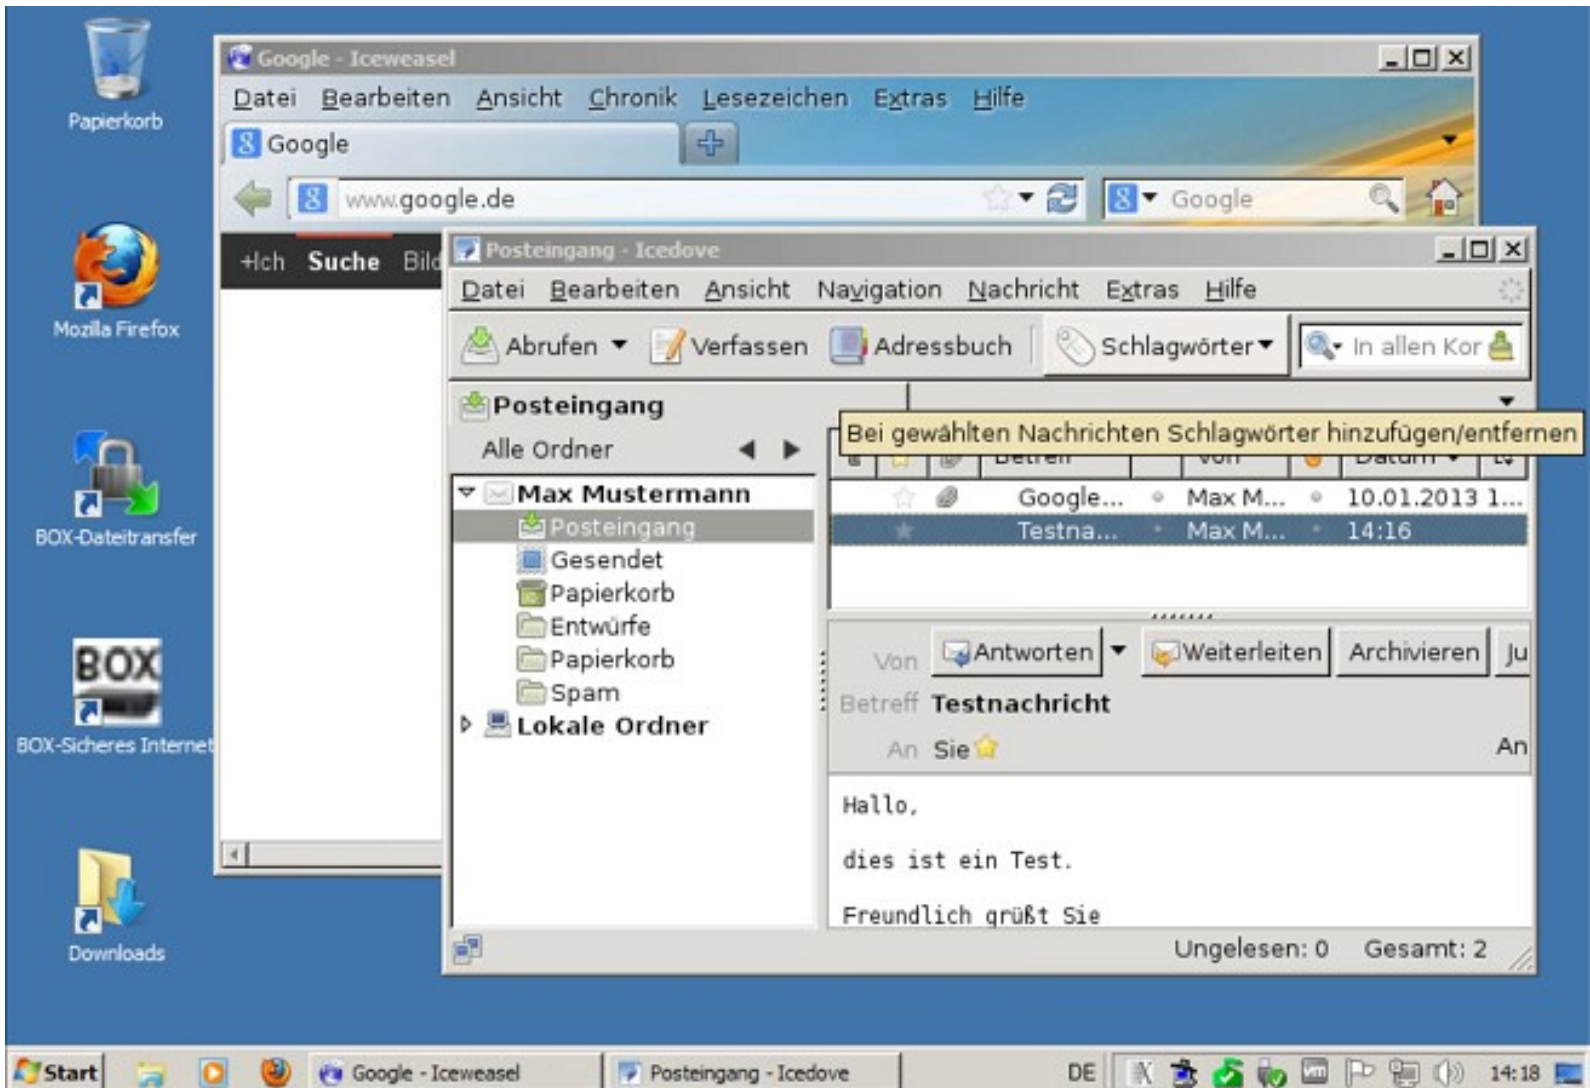 Papierkorb
Mozilla Firefox
BOX-Dateitransfer
BOX
BOX-Sicheres Internet
Downloads
Google - Iceweasel
Datei Bearbeiten Ansicht Chronik Lesezeichen Extras Hilfe
Google
www.google.de Google
+Ich Suche Bild
Posteingang - Icedove
Datei Bearbeiten Ansicht Navigation Nachricht Extras Hilfe
Abrufen Verfassen Adressbuch Schlagwörter In allen Kor
Posteingang
Bei gewählten Nachrichten Schlagwörter hinzufügen/entfernen
Alle Ordner
Betreff Von Datum
Max Mustermann
Posteingang
Gesendet
Papierkorb
Entwürfe
Papierkorb
Spam
Lokale Ordner
Google... Max M... 10.01.2013 1...
Testna... Max M... 14:16
Von Antworten Weiterleiten Archivieren Ju
Betreff Testnachricht
An Sie An
Hallo,
dies ist ein Test.
Freundlich grüßt Sie
Ungelesen: 0 Gesamt: 2
Start Google - Iceweasel Posteingang - Icedove DE vm 14:18